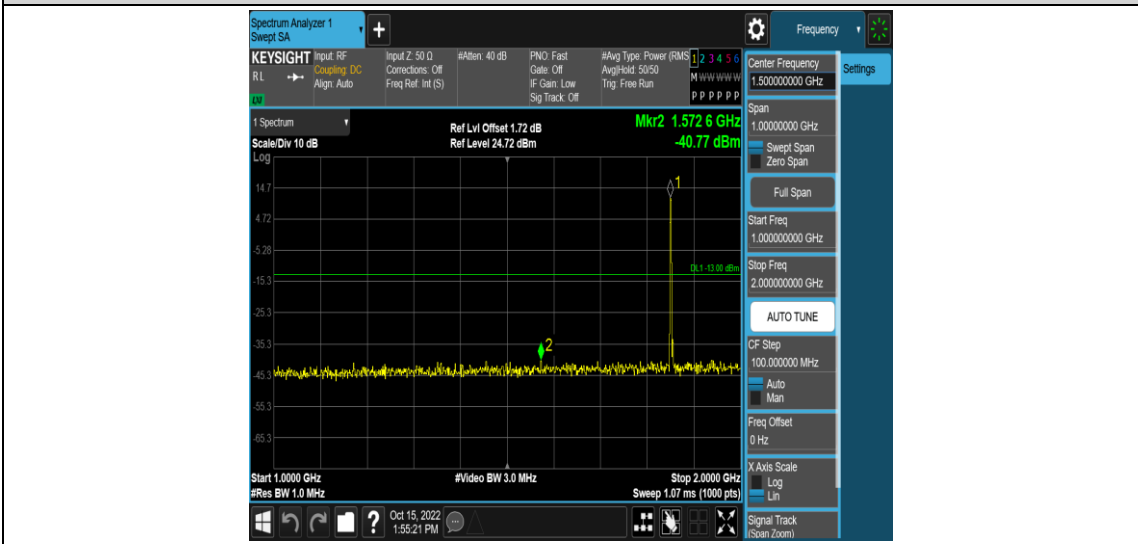 Spectrum Analyzer 1
Swept SA
+
Frequency
KEYSIGHT
RL
LXI
Input: RF
Coupling: DC
Align: Auto
Input Z: 50 Ω
Corrections: Off
Freq Ref: Int (S)
#Atten: 40 dB
PNO: Fast
Gate: Off
IF Gain: Low
Sig Track: Off
#Avg Type: Power (RMS
Avg|Hold: 50/50
Trig: Free Run
1 2 3 4 5 6
M W W W W W
P P P P P P
1 Spectrum
Scale/Div 10 dB
Log
Ref Lvl Offset 1.72 dB
Ref Level 24.72 dBm
Mkr2 1.572 6 GHz
-40.77 dBm
14.7
4.72
-5.28
-15.3
-25.3
-35.3
-45.3
-55.3
-65.3
1
DL1 -13.00 dBm
2
Start 1.0000 GHz
#Res BW 1.0 MHz
#Video BW 3.0 MHz
Stop 2.0000 GHz
Sweep 1.07 ms (1000 pts)
?
Oct 15, 2022
1:55:21 PM
Center Frequency
1.500000000 GHz
Settings
Span
1.00000000 GHz
Swept Span
Zero Span
Full Span
Start Freq
1.000000000 GHz
Stop Freq
2.000000000 GHz
AUTO TUNE
CF Step
100.000000 MHz
Auto
Man
Freq Offset
0 Hz
X Axis Scale
Log
Lin
Signal Track
(Span Zoom)